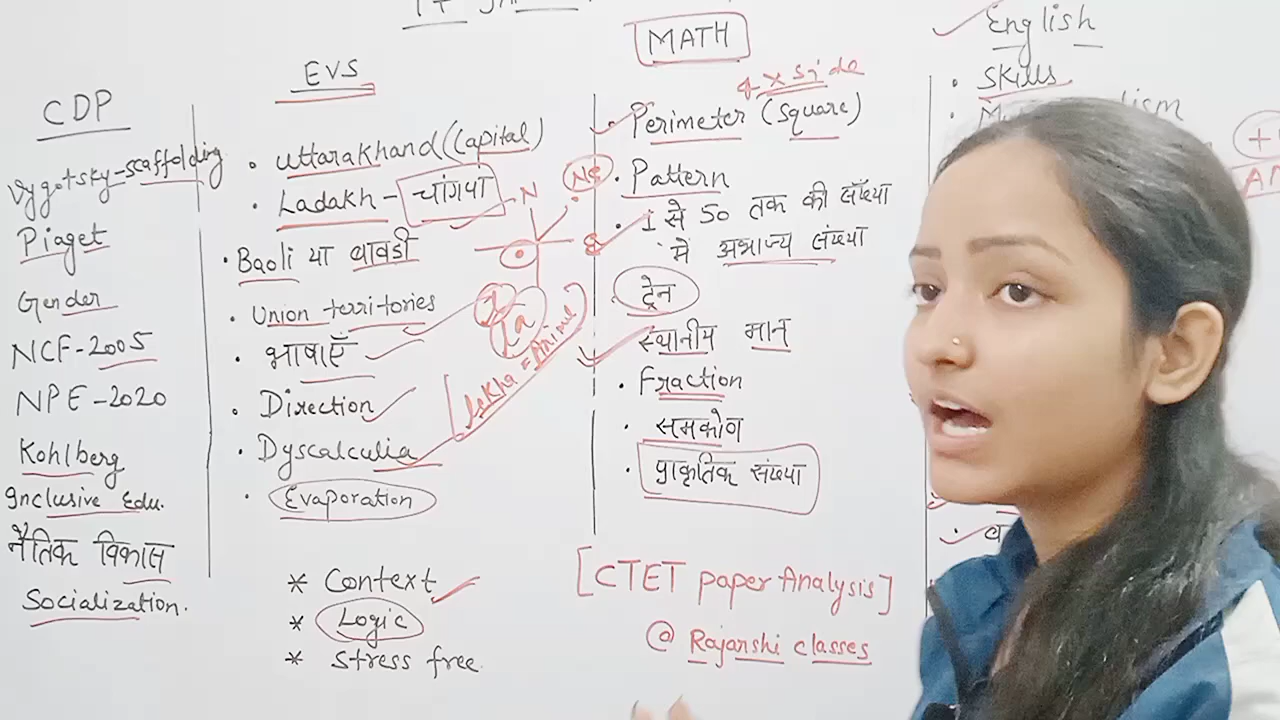 MATH
English
EVS
CDP
Skills
4 x side
Perimeter (Square)
Uttarakhand (Capital)
Vygotsky-Scaffolding
Ladakh - चांगपा
N
NE
Pattern
1 से 50 तक की संख्या
में अभाज्य संख्या
Piaget
Baoli या बावड़ी
E
Gender
Union territories
ट्रेन
NCF-2005
भाषाएँ
स्थानीय मान
NPE-2020
Direction
Fraction
Kohlberg
Dyscalculia
समकोण
Inclusive Edu.
Evaporation
प्राकृतिक संख्या
नैतिक विकास
* Context
[CTET paper Analysis]
Socialization.
* Logic
@ Rajarshi classes
* Stress free.